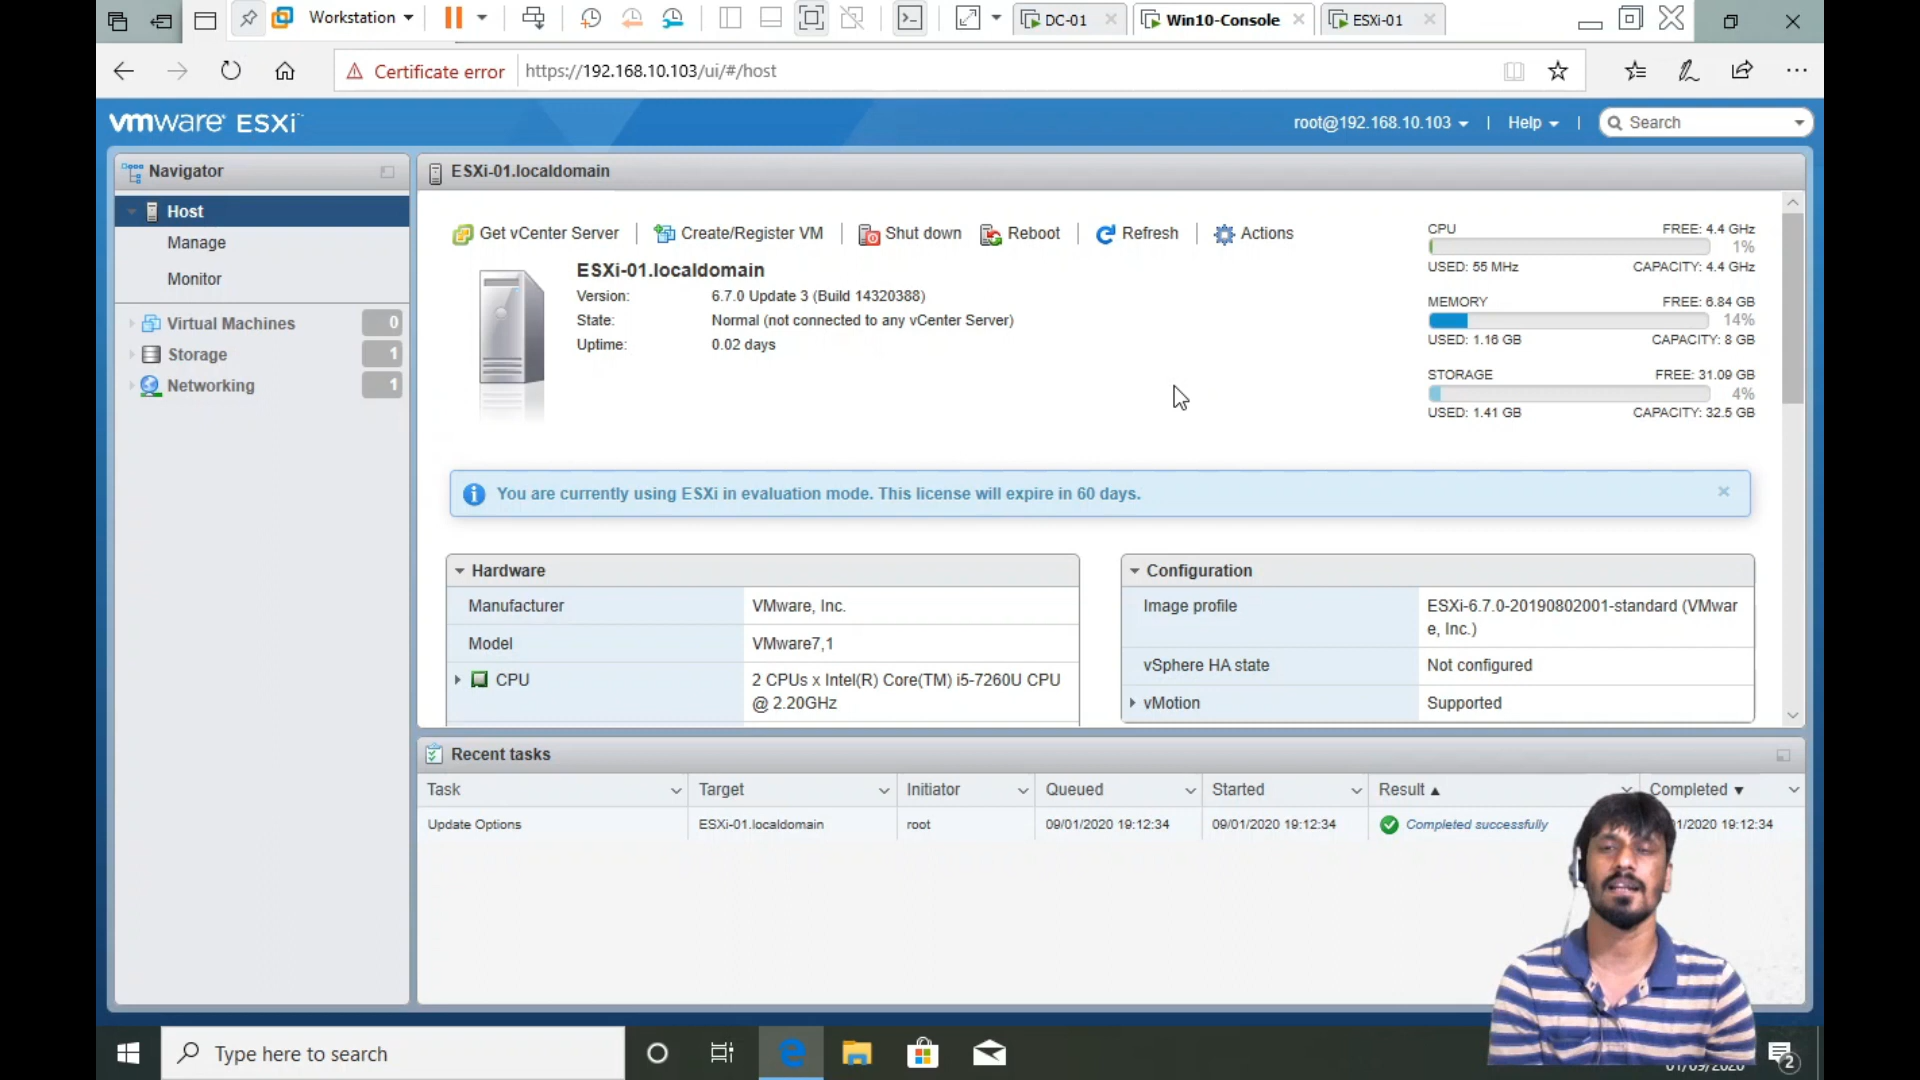 Workstation
DC-01
Win10-Console
ESXi-01
Certificate error
https://192.168.10.103/ui/#/host
vmware ESXi
root@192.168.10.103
Help
Search
Navigator
Host
Manage
Monitor
Virtual Machines 0
Storage 1
Networking 1
ESXi-01.localdomain
Get vCenter Server
Create/Register VM
Shut down
Reboot
Refresh
Actions
ESXi-01.localdomain
Version: 6.7.0 Update 3 (Build 14320388)
State: Normal (not connected to any vCenter Server)
Uptime: 0.02 days
CPU FREE: 4.4 GHz
1%
USED: 55 MHz CAPACITY: 4.4 GHz
MEMORY FREE: 6.84 GB
14%
USED: 1.16 GB CAPACITY: 8 GB
STORAGE FREE: 31.09 GB
4%
USED: 1.41 GB CAPACITY: 32.5 GB
You are currently using ESXi in evaluation mode. This license will expire in 60 days.
Hardware
Manufacturer VMware, Inc.
Model VMware7,1
CPU 2 CPUs x Intel(R) Core(TM) i5-7260U CPU
@ 2.20GHz
Configuration
Image profile ESXi-6.7.0-20190802001-standard (VMwar
e, Inc.)
vSphere HA state Not configured
vMotion Supported
Recent tasks
Task Target Initiator Queued Started Result Completed
Update Options ESXi-01.localdomain root 09/01/2020 19:12:34 09/01/2020 19:12:34 Completed successfully 1/2020 19:12:34
Type here to search
01/09/2020
2